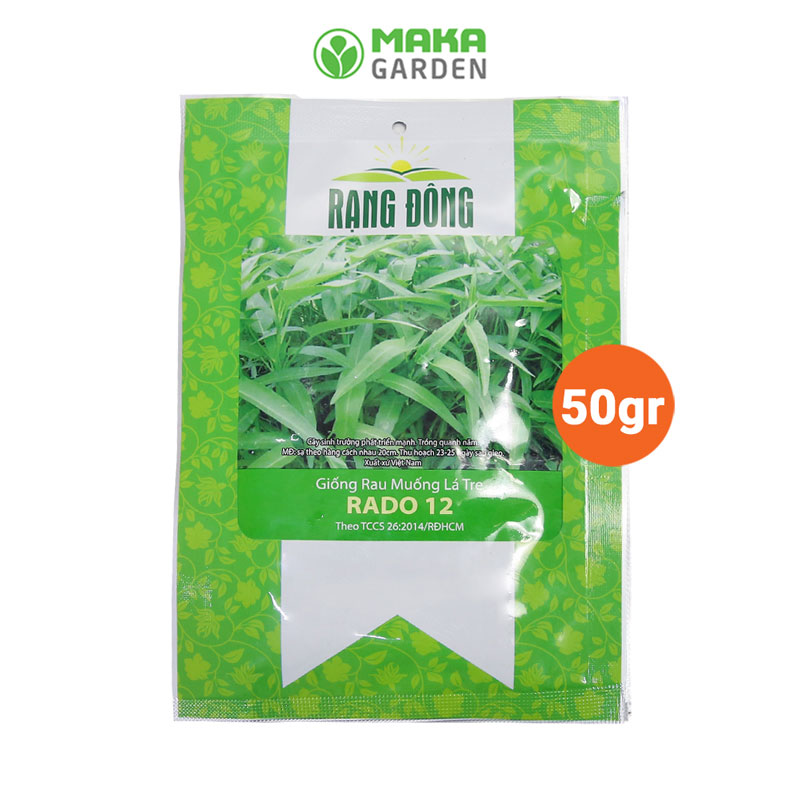 MAKA
GARDEN
RẠNG ĐÔNG
Cây sinh trưởng phát triển mạnh. Trồng quanh năm.
MĐ: sạ theo hàng cách nhau 20cm. Thu hoạch 23-25 ngày sau gieo.
Xuất xứ Việt Nam
50gr
Giống Rau Muống Lá Tre
RADO 12
Theo TCCS 26:2014/RĐHCM